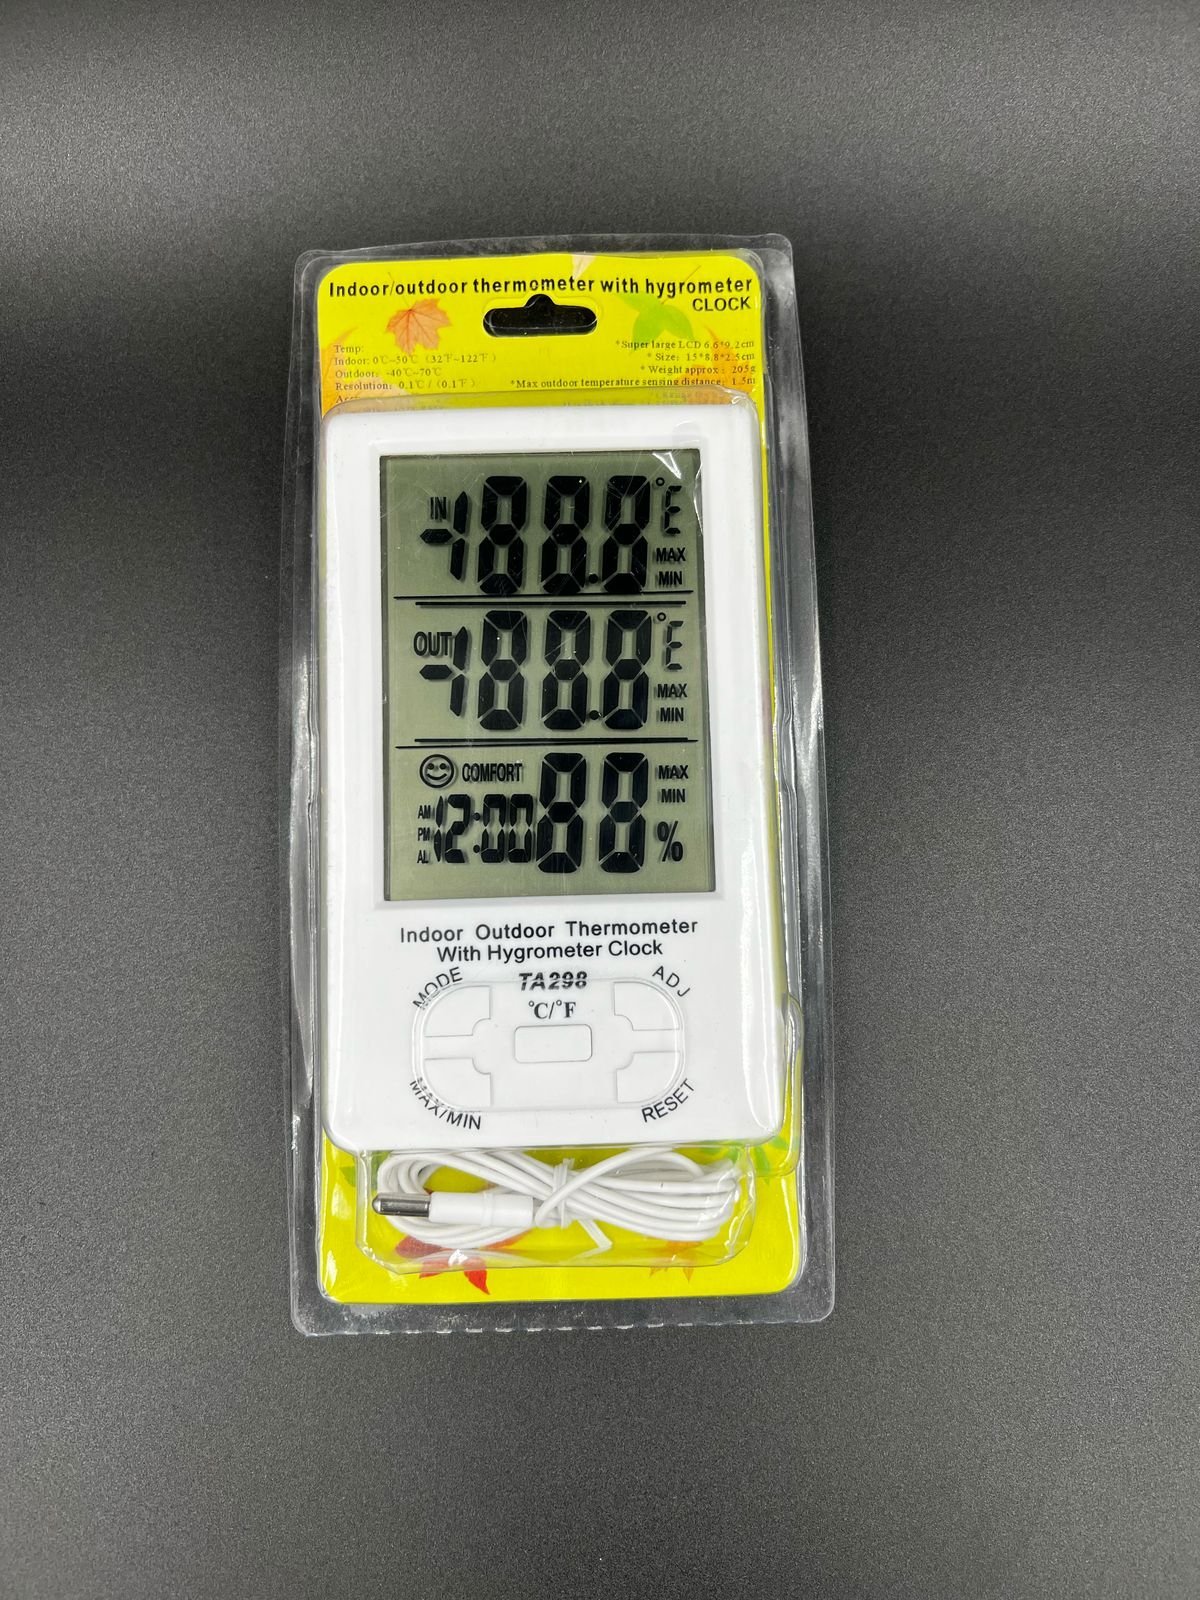 Indoor/outdoor thermometer with hygrometer
CLOCK
Temp:
Indoor: 0℃~50℃ (32℉~122℉)
Outdoor: -40℃~70℃
Resolution: 0.1℃/(0.1℉)
*Super large LCD 6.6*9.2cm
* Size: 15*8.8*2.5cm
* Weight approx: 205g
*Max outdoor temperature sensing distance: 1.5m
IN
-188.8°E
MAX
MIN
OUT
-188.8°E
MAX
MIN
COMFORT
AM
PM
AL
12:00
88%
MAX
MIN
Indoor Outdoor Thermometer
With Hygrometer Clock
TA298
MODE
ADJ
°C/°F
MAX/MIN
RESET